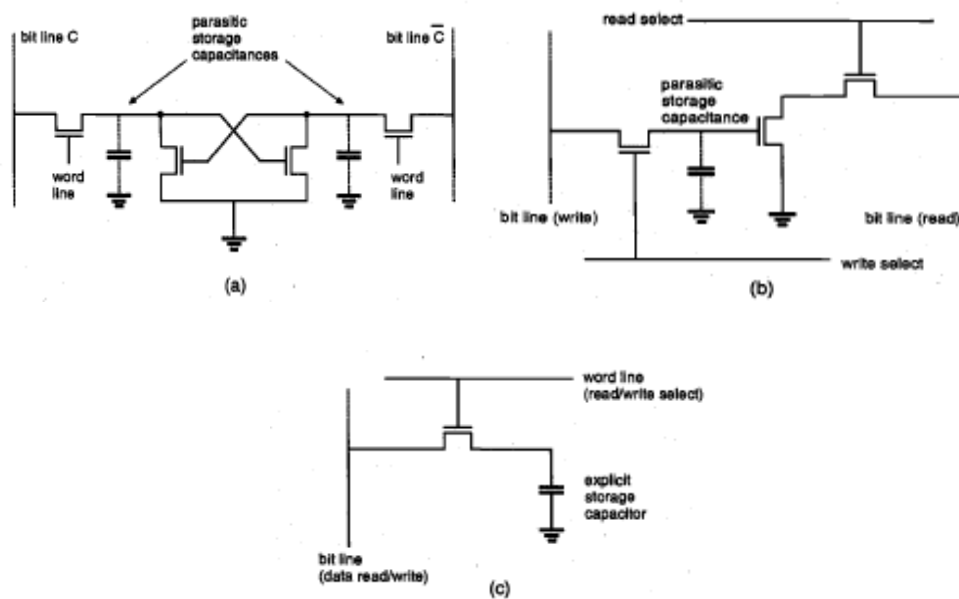 bit line C
parasitic
storage
capacitances
bit line C̅
word
line
word
line
(a)
read select
parasitic
storage
capacitance
bit line (write)
bit line (read)
write select
(b)
word line
(read/write select)
explicit
storage
capacitor
bit line
(data read/write)
(c)